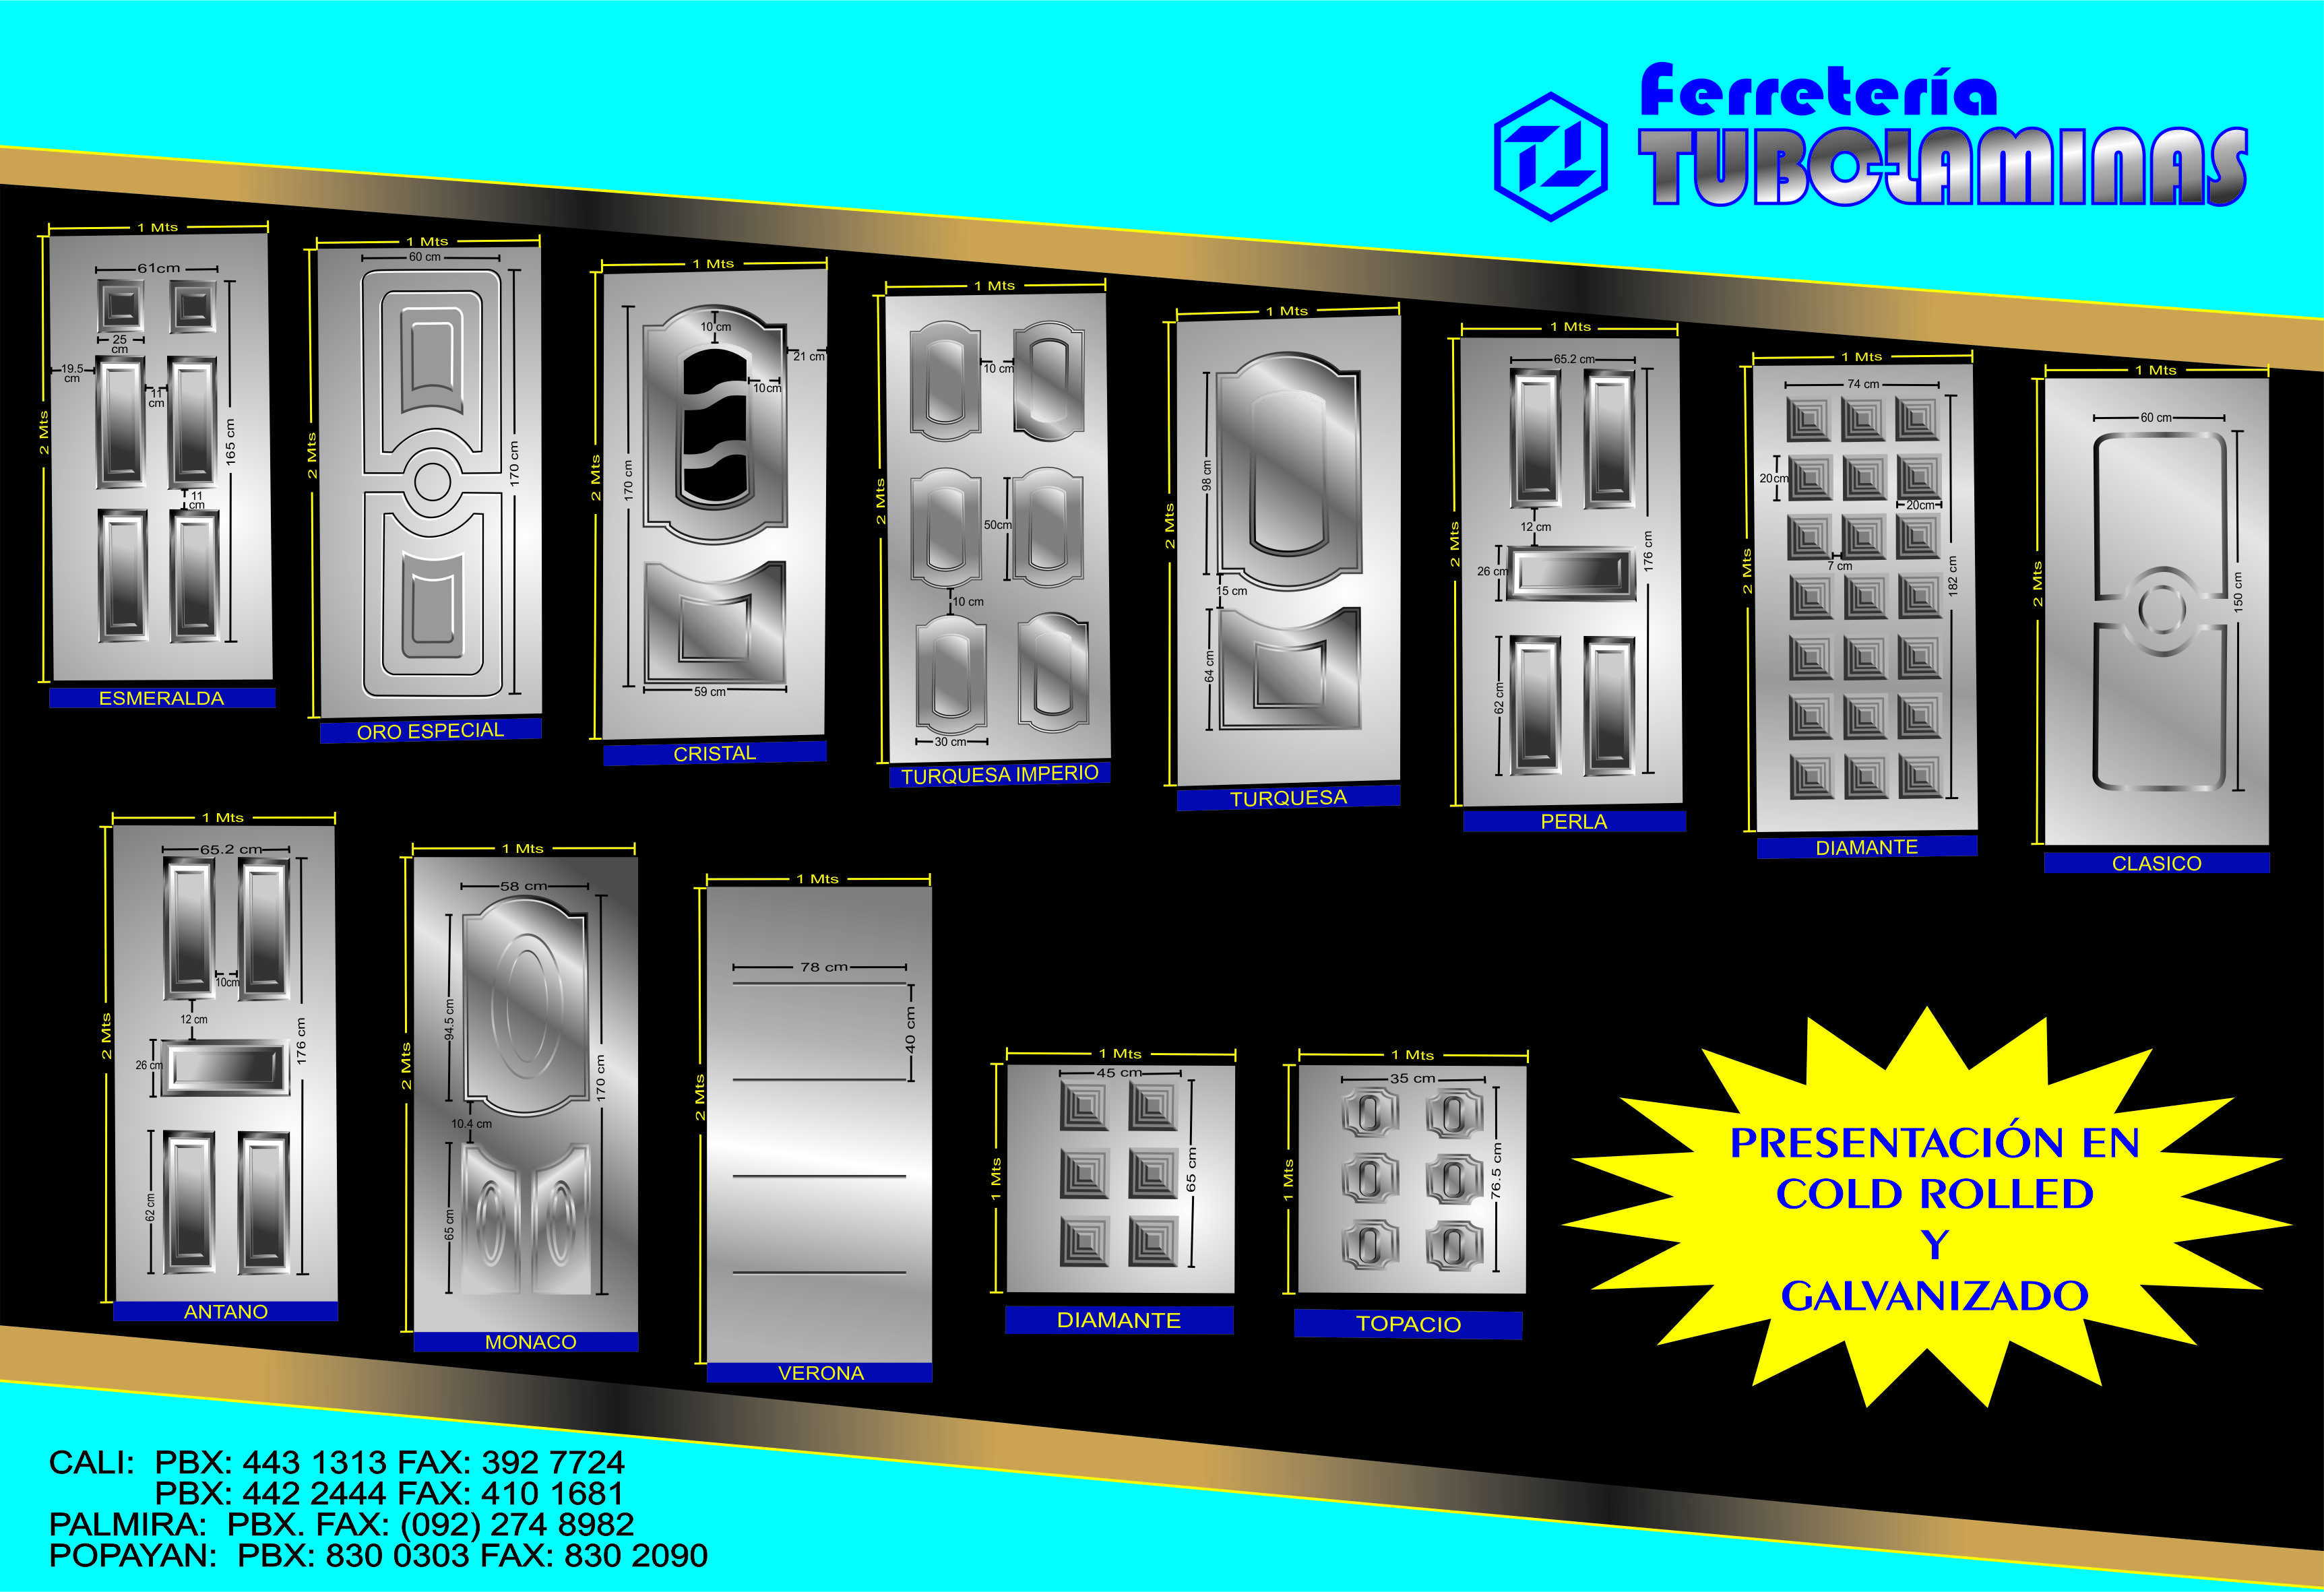 Ferretería
TUBOLAMINAS
TL
1 Mts
2 Mts
61cm
25
cm
19.5
cm
11
cm
11
cm
165 cm
ESMERALDA
1 Mts
60 cm
2 Mts
170 cm
ORO ESPECIAL
1 Mts
10 cm
21 cm
10cm
2 Mts
170 cm
59 cm
CRISTAL
1 Mts
10 cm
2 Mts
50cm
10 cm
30 cm
TURQUESA IMPERIO
1 Mts
2 Mts
98 cm
15 cm
64 cm
TURQUESA
1 Mts
65.2 cm
2 Mts
12 cm
26 cm
176 cm
62 cm
PERLA
1 Mts
74 cm
20cm
20cm
7 cm
2 Mts
182 cm
DIAMANTE
1 Mts
60 cm
2 Mts
150 cm
CLASICO
1 Mts
65.2 cm
10cm
12 cm
2 Mts
26 cm
176 cm
62 cm
ANTANO
1 Mts
58 cm
94.5 cm
2 Mts
170 cm
10.4 cm
65 cm
MONACO
1 Mts
78 cm
40 cm
2 Mts
VERONA
1 Mts
45 cm
1 Mts
65 cm
DIAMANTE
1 Mts
35 cm
1 Mts
76.5 cm
TOPACIO
PRESENTACIÓN EN
COLD ROLLED
Y
GALVANIZADO
CALI: PBX: 443 1313 FAX: 392 7724
PBX: 442 2444 FAX: 410 1681
PALMIRA: PBX. FAX: (092) 274 8982
POPAYAN: PBX: 830 0303 FAX: 830 2090